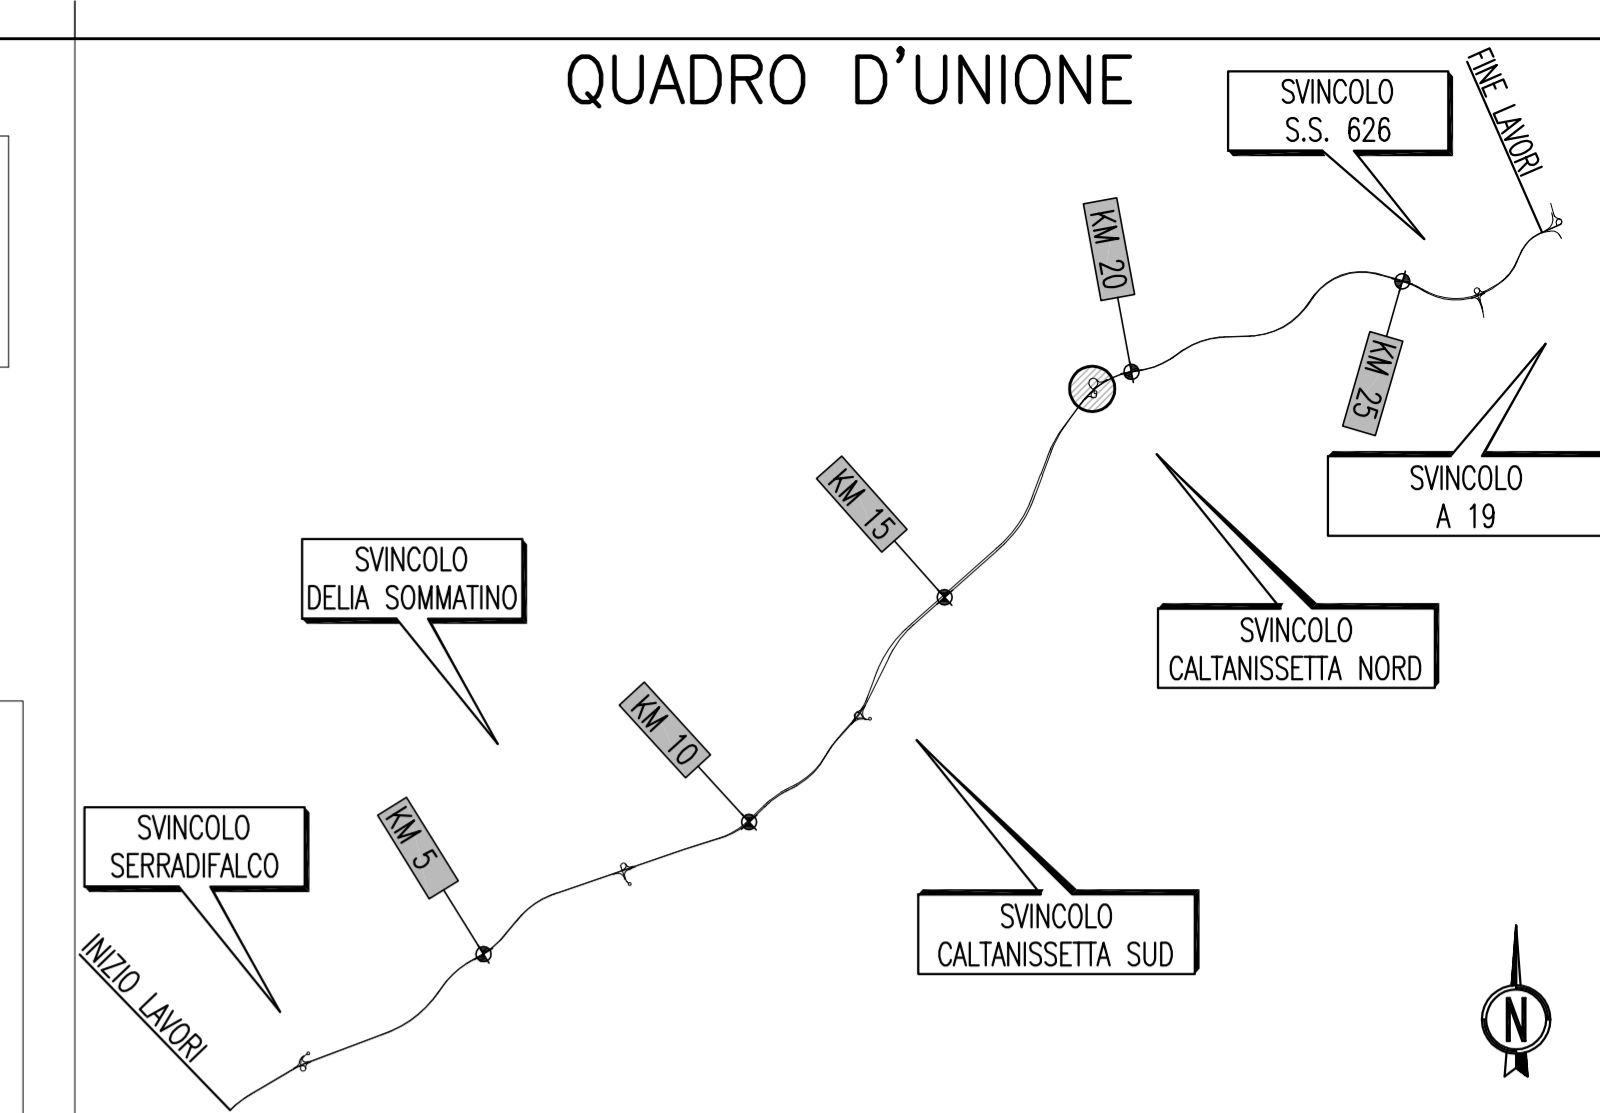 QUADRO D'UNIONE
SVINCOLO
S.S. 626
FINE LAVORI
KM 20
KM 25
SVINCOLO
A 19
KM 15
SVINCOLO
DELIA SOMMATINO
SVINCOLO
CALTANISSETTA NORD
KM 10
KM 5
SVINCOLO
SERRADIFALCO
SVINCOLO
CALTANISSETTA SUD
INIZIO LAVORI
N